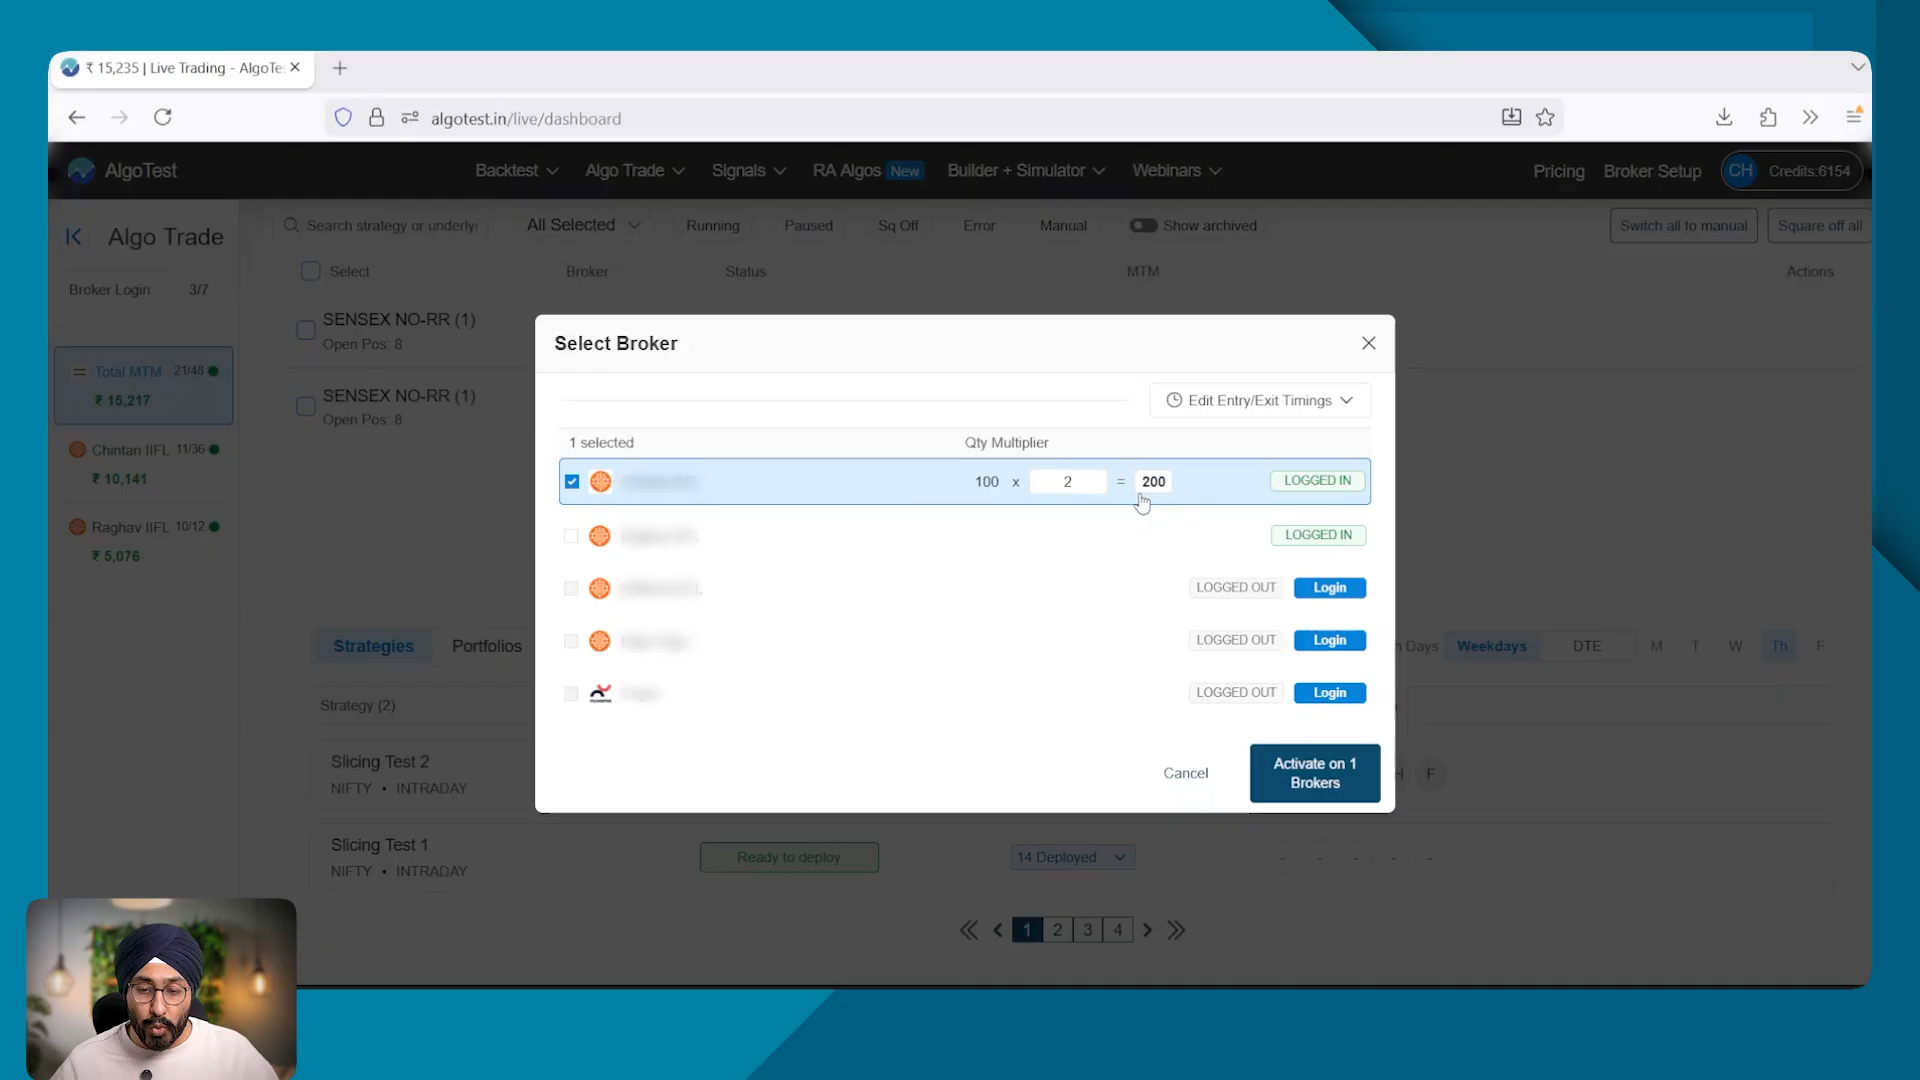 ₹ 15,235 | Live Trading - AlgoTe
algotest.in/live/dashboard
AlgoTest
Backtest
Algo Trade
Signals
RA Algos New
Builder + Simulator
Webinars
Pricing
Broker Setup
CH Credits:6154
Algo Trade
Broker Login 3/7
Total MTM 21/48
₹ 15,217
Chintan IIFL 11/36
₹ 10,141
Raghav IIFL 10/12
₹ 5,076
Search strategy or underlyi
All Selected
Running
Paused
Sq Off
Error
Manual
Show archived
Switch all to manual
Square off all
Select Broker Status MTM Actions
SENSEX NO-RR (1)
Open Pos: 8
SENSEX NO-RR (1)
Open Pos: 8
Select Broker
Edit Entry/Exit Timings
1 selected Qty Multiplier
100 x 2 = 200 LOGGED IN
LOGGED IN
LOGGED OUT Login
LOGGED OUT Login
nuvama LOGGED OUT Login
Cancel
Activate on 1
Brokers
Strategies Portfolios
Days Weekdays DTE M T W Th F
Strategy (2)
Slicing Test 2
NIFTY • INTRADAY
F
Slicing Test 1
NIFTY • INTRADAY
Ready to deploy
14 Deployed
- - - - -
1 2 3 4